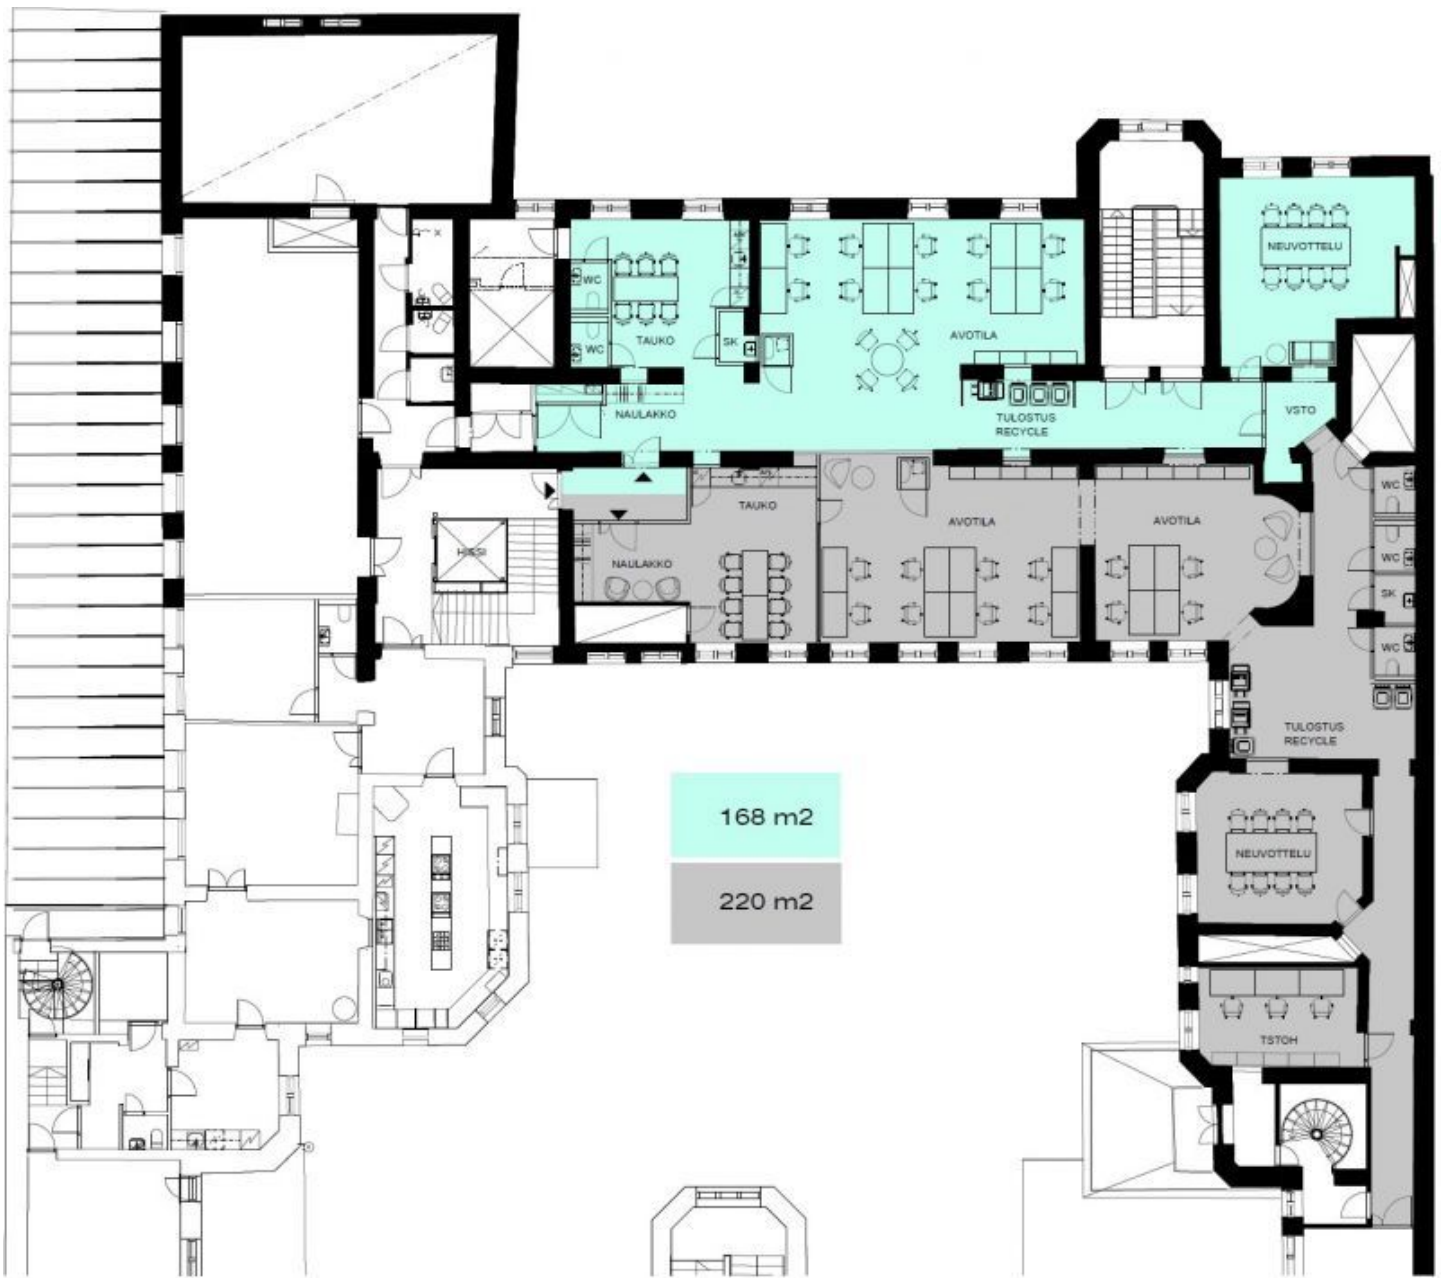 NEUVOTTELU
WC
TAUKO
SK
WC
AVOTILA
NAULAKKO
TULOSTUS
RECYCLE
VSTO
WC
TAUKO
AVOTILA
AVOTILA
HISSI
NAULAKKO
WC
SK
WC
TULOSTUS
RECYCLE
168 m2
NEUVOTTELU
220 m2
TSTOH